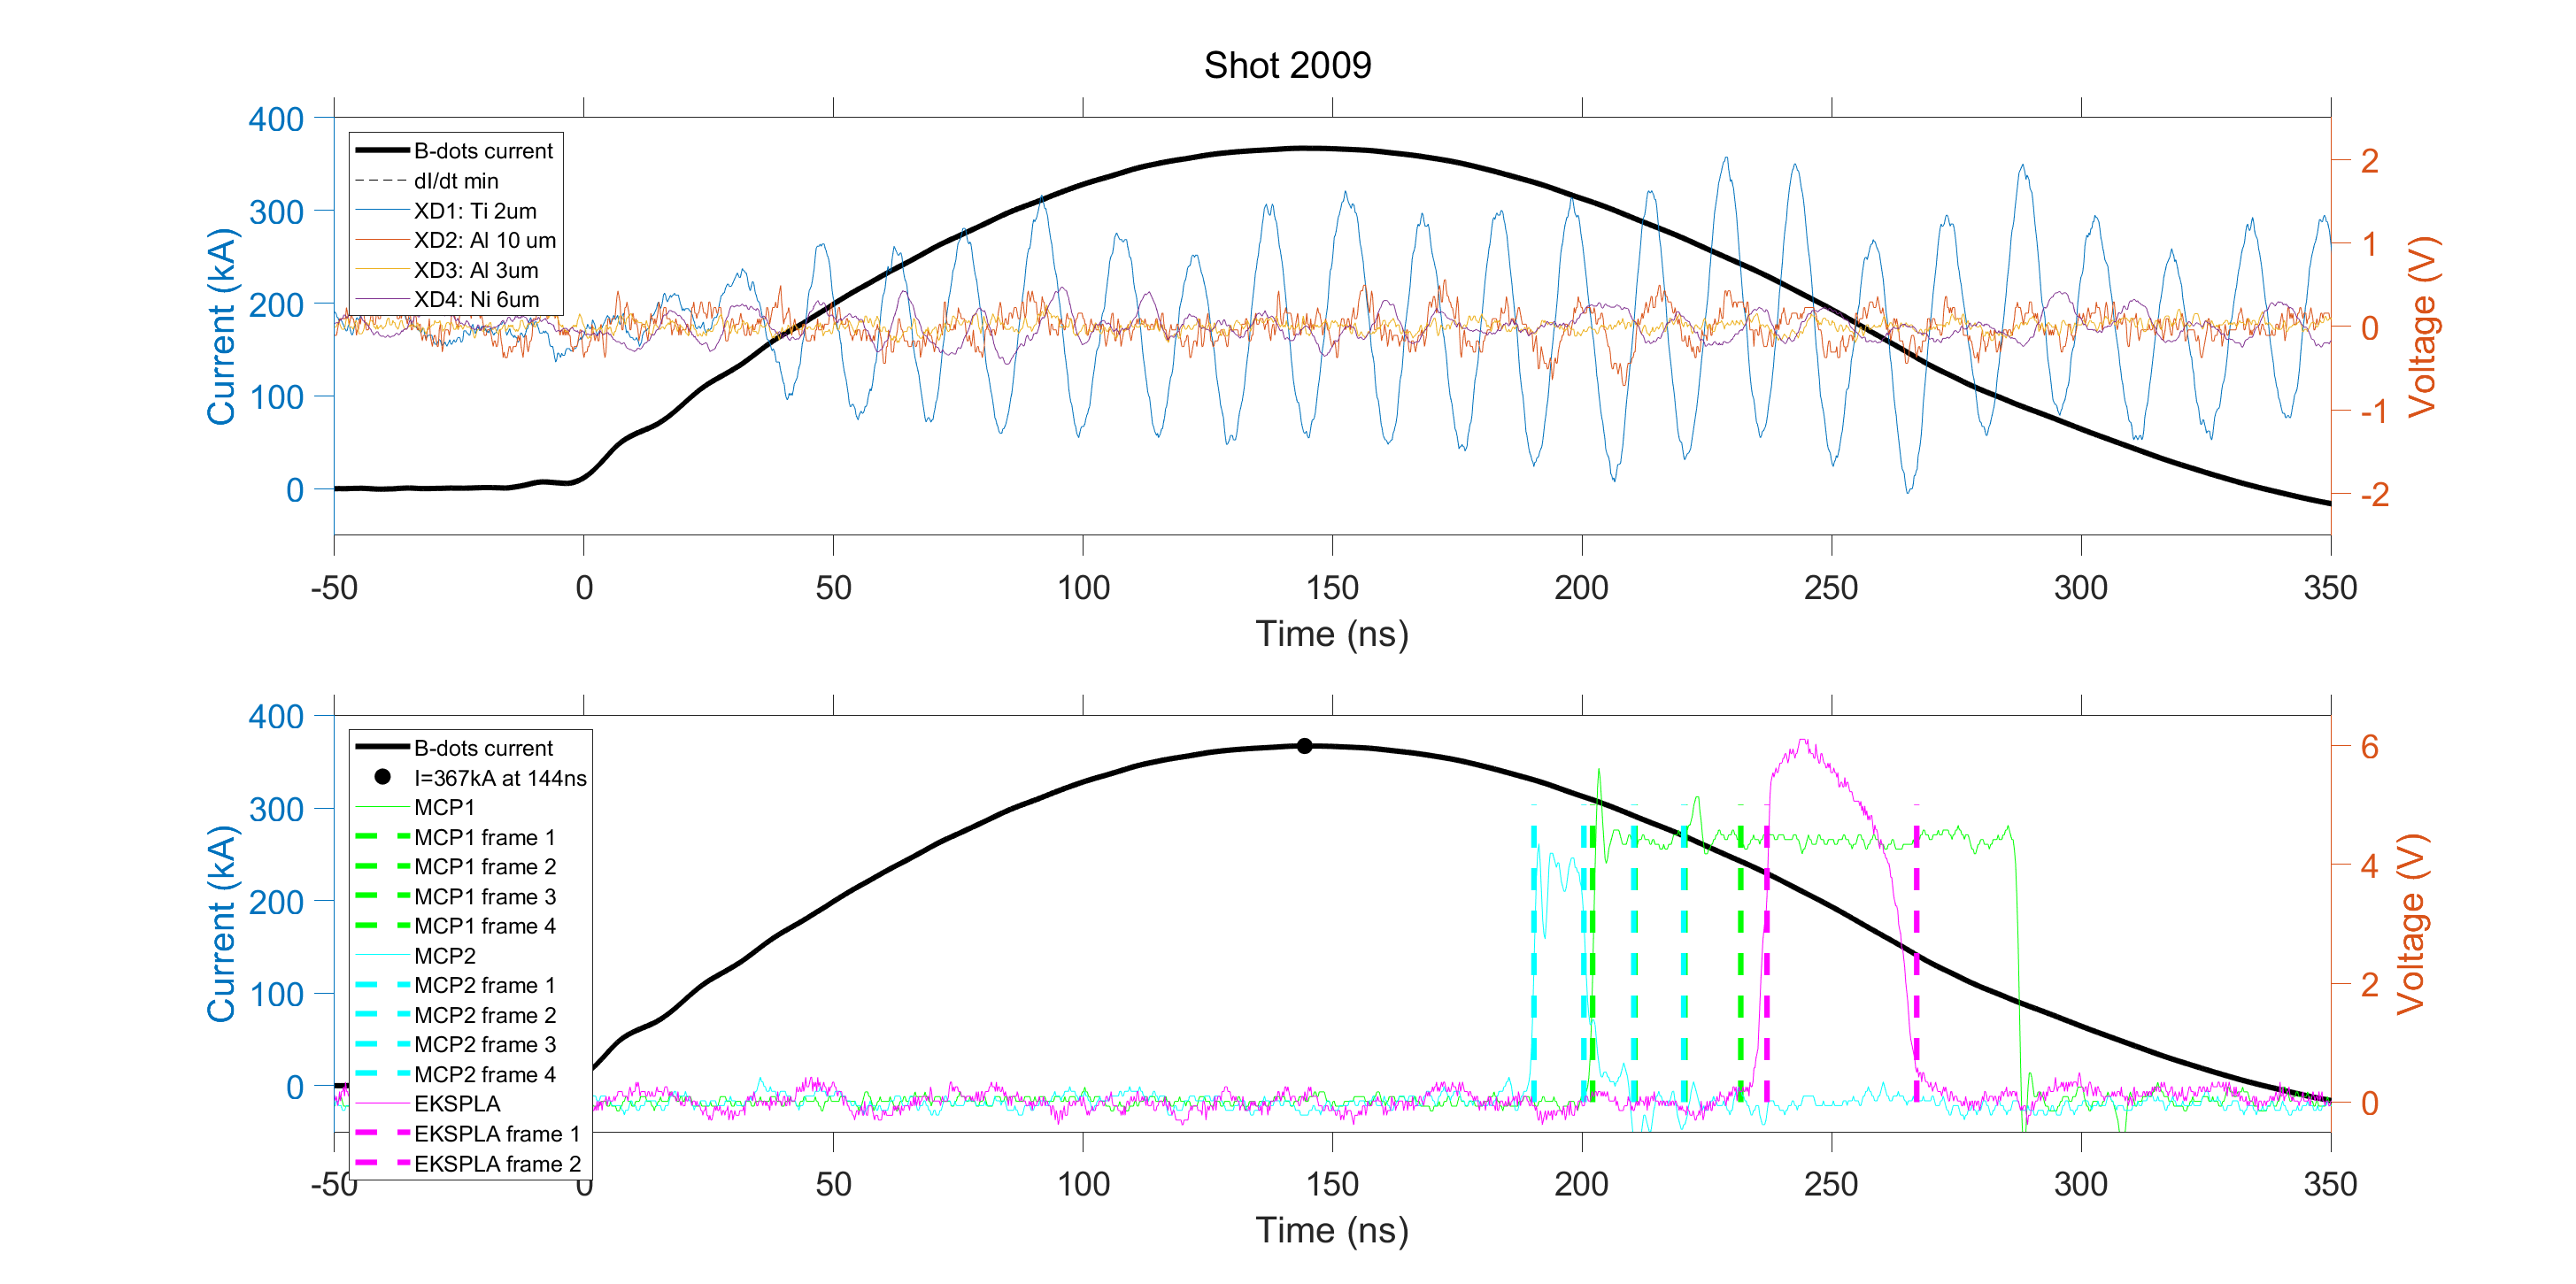 Shot 2009
400
300
200
100
0
Current (kA)
B-dots current
dI/dt min
XD1: Ti 2um
XD2: Al 10 um
XD3: Al 3um
XD4: Ni 6um
2
1
0
-1
-2
Voltage (V)
-50 0 50 100 150 200 250 300 350
Time (ns)
400
300
200
100
0
Current (kA)
B-dots current
I=367kA at 144ns
MCP1
MCP1 frame 1
MCP1 frame 2
MCP1 frame 3
MCP1 frame 4
MCP2
MCP2 frame 1
MCP2 frame 2
MCP2 frame 3
MCP2 frame 4
EKSPLA
EKSPLA frame 1
EKSPLA frame 2
6
4
2
0
Voltage (V)
-50 0 50 100 150 200 250 300 350
Time (ns)